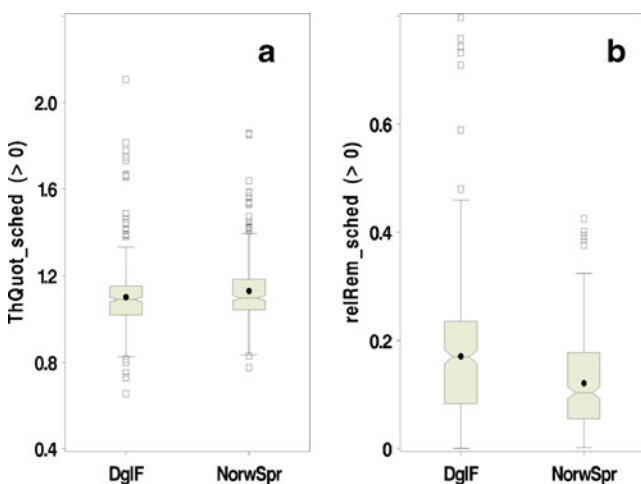 a
ThQuot_sched (> 0)
2.0
1.6
1.2
0.8
0.4
DglF
NorwSpr
b
relRem_sched (> 0)
0.6
0.4
0.2
0
DglF
NorwSpr